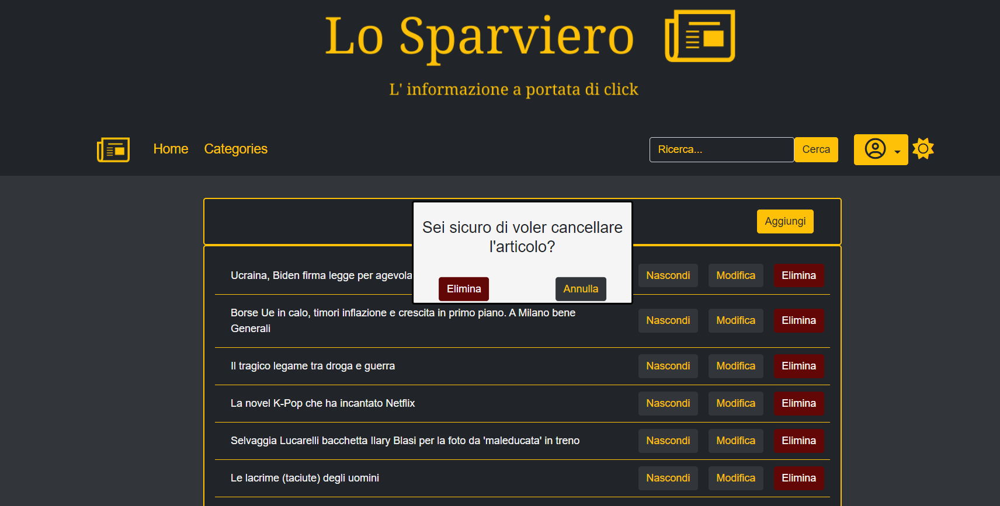 Lo Sparviero
L' informazione a portata di click
Home
Categories
Ricerca...
Cerca
Aggiungi
Sei sicuro di voler cancellare
l'articolo?
Elimina
Annulla
Ucraina, Biden firma legge per agevola
Nascondi
Modifica
Elimina
Borse Ue in calo, timori inflazione e crescita in primo piano. A Milano bene
Generali
Nascondi
Modifica
Elimina
Il tragico legame tra droga e guerra
Nascondi
Modifica
Elimina
La novel K-Pop che ha incantato Netflix
Nascondi
Modifica
Elimina
Selvaggia Lucarelli bacchetta Ilary Blasi per la foto da 'maleducata' in treno
Nascondi
Modifica
Elimina
Le lacrime (taciute) degli uomini
Nascondi
Modifica
Elimina